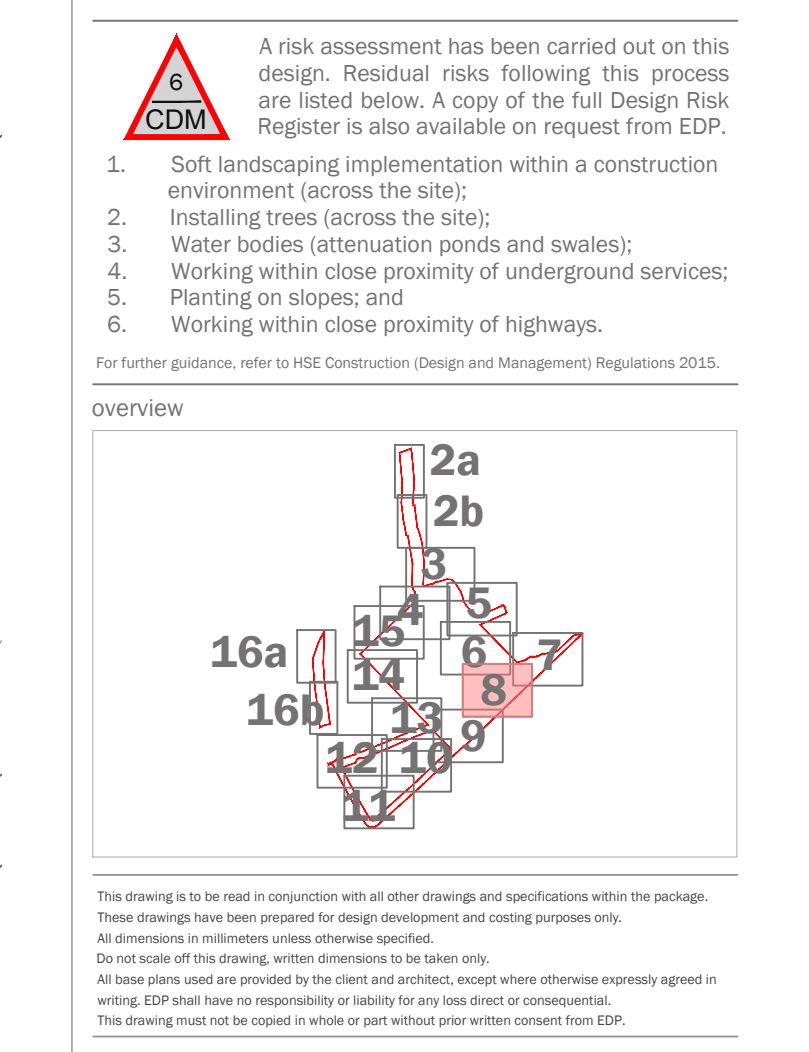 6
CDM
A risk assessment has been carried out on this
design. Residual risks following this process
are listed below. A copy of the full Design Risk
Register is also available on request from EDP.
1. Soft landscaping implementation within a construction
environment (across the site);
2. Installing trees (across the site);
3. Water bodies (attenuation ponds and swales);
4. Working within close proximity of underground services;
5. Planting on slopes; and
6. Working within close proximity of highways.
For further guidance, refer to HSE Construction (Design and Management) Regulations 2015.
overview
2a
2b
3
4
5
15
16a
6
7
14
8
16b
13
9
12
10
11
This drawing is to be read in conjunction with all other drawings and specifications within the package.
These drawings have been prepared for design development and costing purposes only.
All dimensions in millimeters unless otherwise specified.
Do not scale off this drawing, written dimensions to be taken only.
All base plans used are provided by the client and architect, except where otherwise expressly agreed in
writing. EDP shall have no responsibility or liability for any loss direct or consequential.
This drawing must not be copied in whole or part without prior written consent from EDP.